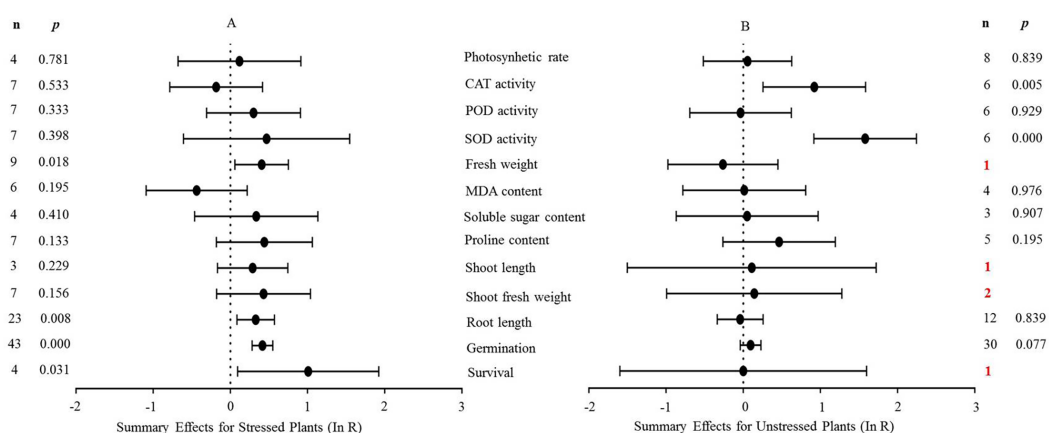 n p A B n p
4 0.781 Photosynthetic rate 8 0.839
7 0.533 CAT activity 6 0.005
7 0.333 POD activity 6 0.929
7 0.398 SOD activity 6 0.000
9 0.018 Fresh weight 1
6 0.195 MDA content 4 0.976
4 0.410 Soluble sugar content 3 0.907
7 0.133 Proline content 5 0.195
3 0.229 Shoot length 1
7 0.156 Shoot fresh weight 2
23 0.008 Root length 12 0.839
43 0.000 Germination 30 0.077
4 0.031 Survival 1
-2 -1 0 1 2 3 -2 -1 0 1 2 3
Summary Effects for Stressed Plants (In R) Summary Effects for Unstressed Plants (In R)